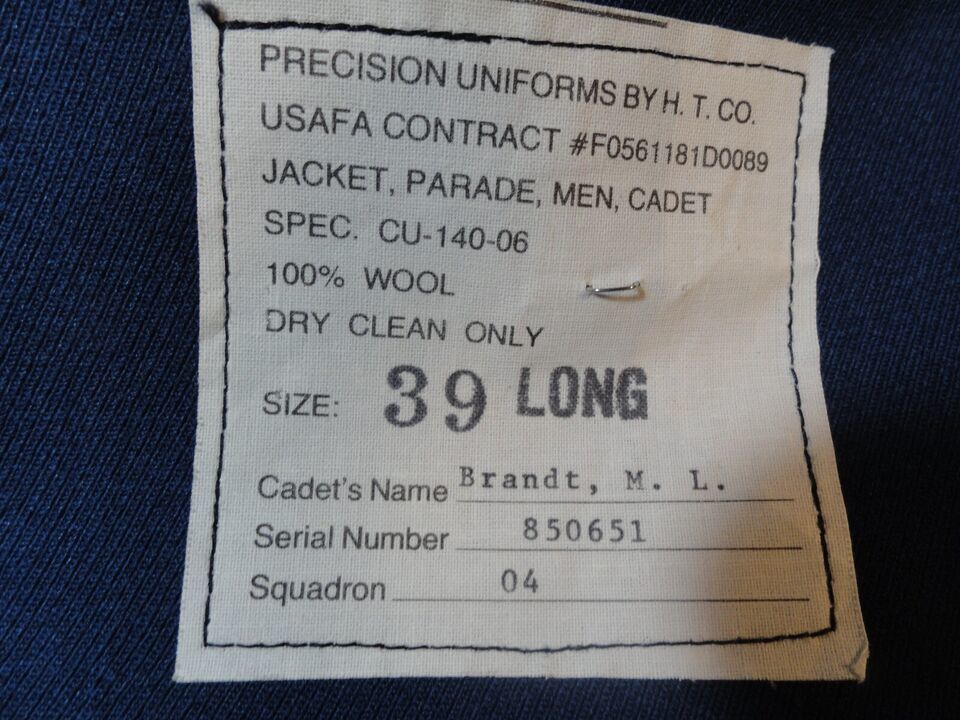 PRECISION UNIFORMS BY H. T. CO.
USAFA CONTRACT #F0561181D0089
JACKET, PARADE, MEN, CADET
SPEC. CU-140-06
100% WOOL
DRY CLEAN ONLY
SIZE: 39 LONG
Cadet's Name Brandt, M. L.
Serial Number 850651
Squadron 04